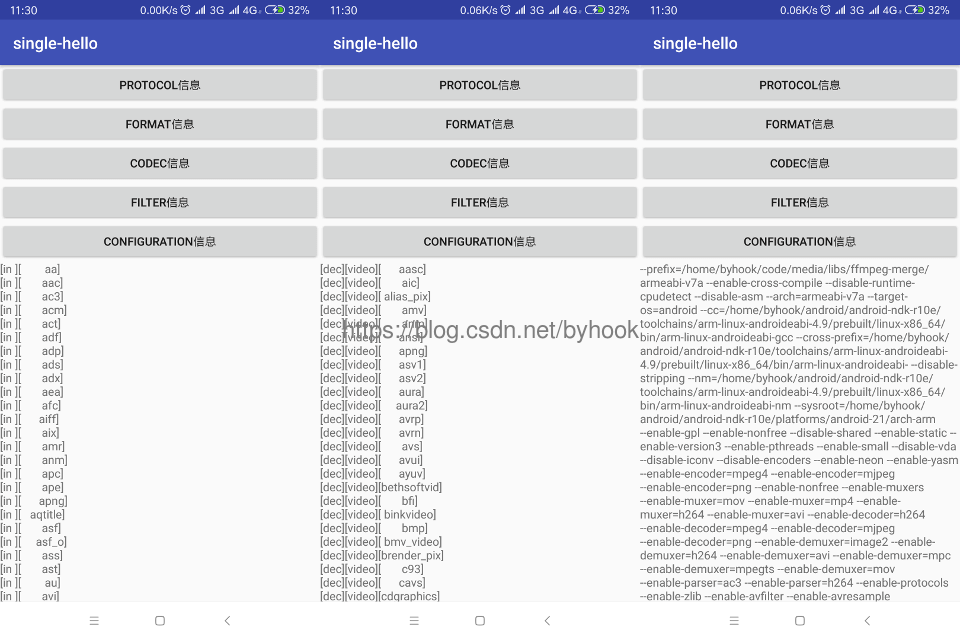 11:30 0.00K/s 3G 4G 32%
single-hello
PROTOCOL信息
FORMAT信息
CODEC信息
FILTER信息
CONFIGURATION信息
[in ][ aa]
[in ][ aac]
[in ][ ac3]
[in ][ acm]
[in ][ act]
[in ][ adf]
[in ][ adp]
[in ][ ads]
[in ][ adx]
[in ][ aea]
[in ][ afc]
[in ][ aiff]
[in ][ aix]
[in ][ amr]
[in ][ anm]
[in ][ apc]
[in ][ ape]
[in ][ apng]
[in ][ aqtitle]
[in ][ asf]
[in ][ asf_o]
[in ][ ass]
[in ][ ast]
[in ][ au]
[in ][ avi]
11:30 0.06K/s 3G 4G 32%
single-hello
PROTOCOL信息
FORMAT信息
CODEC信息
FILTER信息
CONFIGURATION信息
[dec][video][ aasc]
[dec][video][ aic]
[dec][video][ alias_pix]
[dec][video][ amv]
[dec][video][ anm]
[dec][video][ ansi]
[dec][video][ apng]
[dec][video][ asv1]
[dec][video][ asv2]
[dec][video][ aura]
[dec][video][ aura2]
[dec][video][ avrp]
[dec][video][ avrn]
[dec][video][ avs]
[dec][video][ avui]
[dec][video][ ayuv]
[dec][video][bethsoftvid]
[dec][video][ bfi]
[dec][video][ binkvideo]
[dec][video][ bmp]
[dec][video][ bmv_video]
[dec][video][brender_pix]
[dec][video][ c93]
[dec][video][ cavs]
[dec][video][cdgraphics]
https://blog.csdn.net/byhook
11:30 0.06K/s 3G 4G 32%
single-hello
PROTOCOL信息
FORMAT信息
CODEC信息
FILTER信息
CONFIGURATION信息
--prefix=/home/byhook/code/media/libs/ffmpeg-merge/
armeabi-v7a --enable-cross-compile --disable-runtime-
cpudetect --disable-asm --arch=armeabi-v7a --target-
os=android --cc=/home/byhook/android/android-ndk-r10e/
toolchains/arm-linux-androideabi-4.9/prebuilt/linux-x86_64/
bin/arm-linux-androideabi-gcc --cross-prefix=/home/byhook/
android/android-ndk-r10e/toolchains/arm-linux-androideabi-
4.9/prebuilt/linux-x86_64/bin/arm-linux-androideabi- --disable-
stripping --nm=/home/byhook/android/android-ndk-r10e/
toolchains/arm-linux-androideabi-4.9/prebuilt/linux-x86_64/
bin/arm-linux-androideabi-nm --sysroot=/home/byhook/
android/android-ndk-r10e/platforms/android-21/arch-arm
--enable-gpl --enable-nonfree --disable-shared --enable-static --
enable-version3 --enable-pthreads --enable-small --disable-vda
--disable-iconv --disable-encoders --enable-neon --enable-yasm
--enable-encoder=mpeg4 --enable-encoder=mjpeg
--enable-encoder=png --enable-nonfree --enable-muxers
--enable-muxer=mov --enable-muxer=mp4 --enable-
muxer=h264 --enable-muxer=avi --enable-decoder=h264
--enable-decoder=mpeg4 --enable-decoder=mjpeg
--enable-decoder=png --enable-demuxer=image2 --enable-
demuxer=h264 --enable-demuxer=avi --enable-demuxer=mpc
--enable-demuxer=mpegts --enable-demuxer=mov
--enable-parser=ac3 --enable-parser=h264 --enable-protocols
--enable-zlib --enable-avfilter --enable-avresample